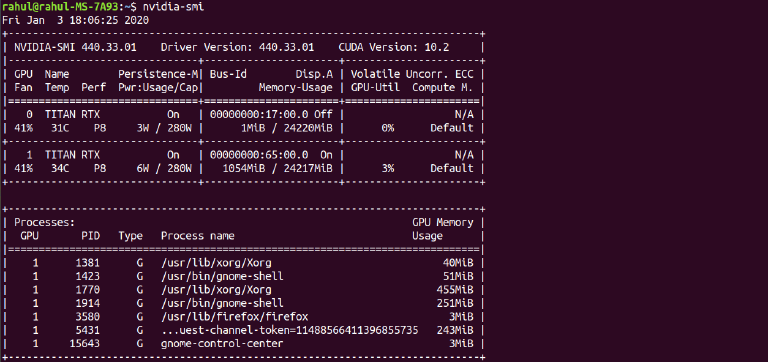 rahul@rahul-MS-7A93:~$ nvidia-smi
Fri Jan  3 18:06:25 2020
+-----------------------------------------------------------------------------+
| NVIDIA-SMI 440.33.01    Driver Version: 440.33.01    CUDA Version: 10.2     |
|-------------------------------+----------------------+----------------------+
| GPU  Name        Persistence-M| Bus-Id        Disp.A | Volatile Uncorr. ECC |
| Fan  Temp  Perf  Pwr:Usage/Cap|         Memory-Usage | GPU-Util  Compute M. |
|===============================+======================+======================|
|   0  TITAN RTX           On   | 00000000:17:00.0 Off |                  N/A |
| 41%   31C    P8     3W / 280W |      1MiB / 24220MiB |      0%      Default |
+-------------------------------+----------------------+----------------------+
|   1  TITAN RTX           On   | 00000000:65:00.0  On |                  N/A |
| 41%   34C    P8     6W / 280W |   1054MiB / 24217MiB |      3%      Default |
+-------------------------------+----------------------+----------------------+
+-----------------------------------------------------------------------------+
| Processes:                                                       GPU Memory |
|  GPU       PID   Type   Process name                             Usage      |
|=============================================================================|
|    1      1381      G   /usr/lib/xorg/Xorg                            40MiB |
|    1      1423      G   /usr/bin/gnome-shell                          51MiB |
|    1      1770      G   /usr/lib/xorg/Xorg                           455MiB |
|    1      1914      G   /usr/bin/gnome-shell                         251MiB |
|    1      3580      G   /usr/lib/firefox/firefox                       3MiB |
|    1      5431      G   ...uest-channel-token=11488566411396855735   243MiB |
|    1     15643      G   gnome-control-center                           3MiB |
+-----------------------------------------------------------------------------+